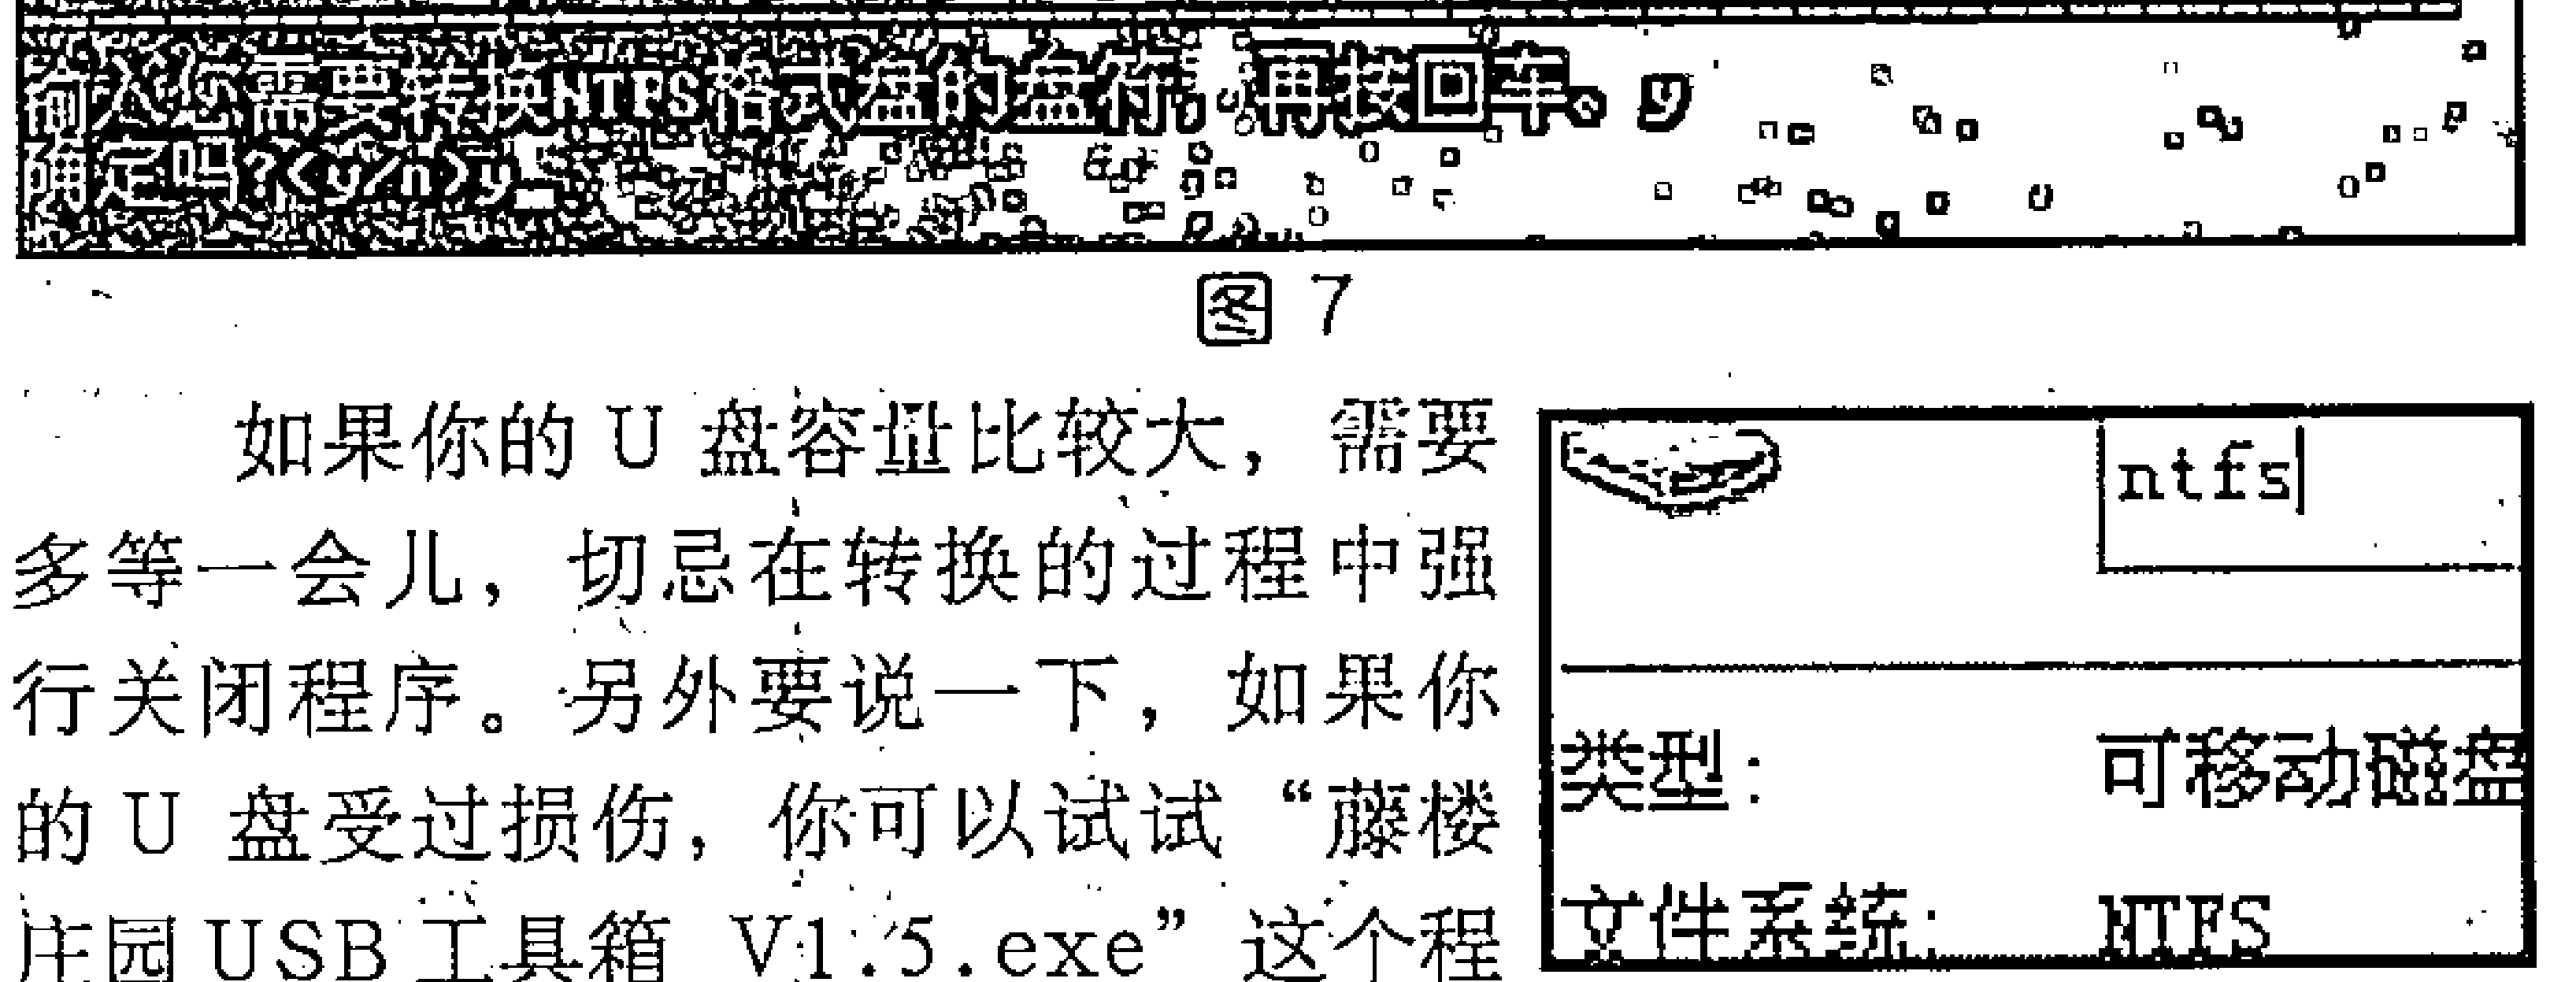 输入您需要转换NTFS格式盘的盘符,再按回车。y
确定吗?<y/n>y_
图 7
如果你的 U 盘容量比较大，需要
多等一会儿，切忌在转换的过程中强
行关闭程序。另外要说一下，如果你
的 U 盘受过损伤，你可以试试“藤楼
庄园 USB 工具箱 V1.5.exe”这个程
ntfs
类型: 可移动磁盘
文件系统: NTFS